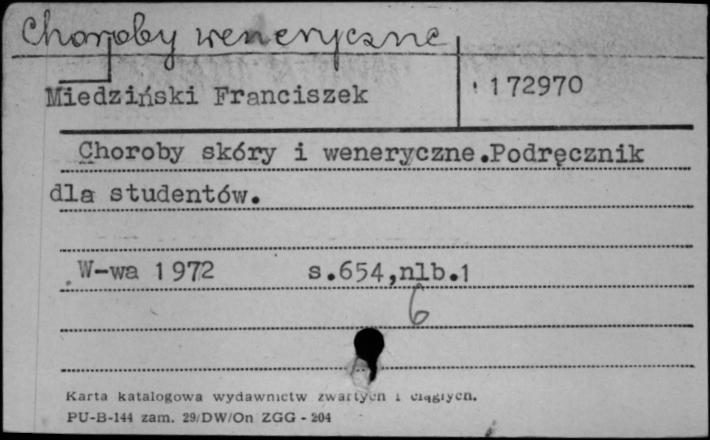 Choroby weneryczne
Miedziński Franciszek
172970
Choroby skóry i weneryczne.Podręcznik
dla studentów.
W-wa 1972 s.654,nlb.1
6
Karta katalogowa wydawnictw zwartych i ciągłych.
PU-B-144 zam. 29/DW/On ZGG - 204